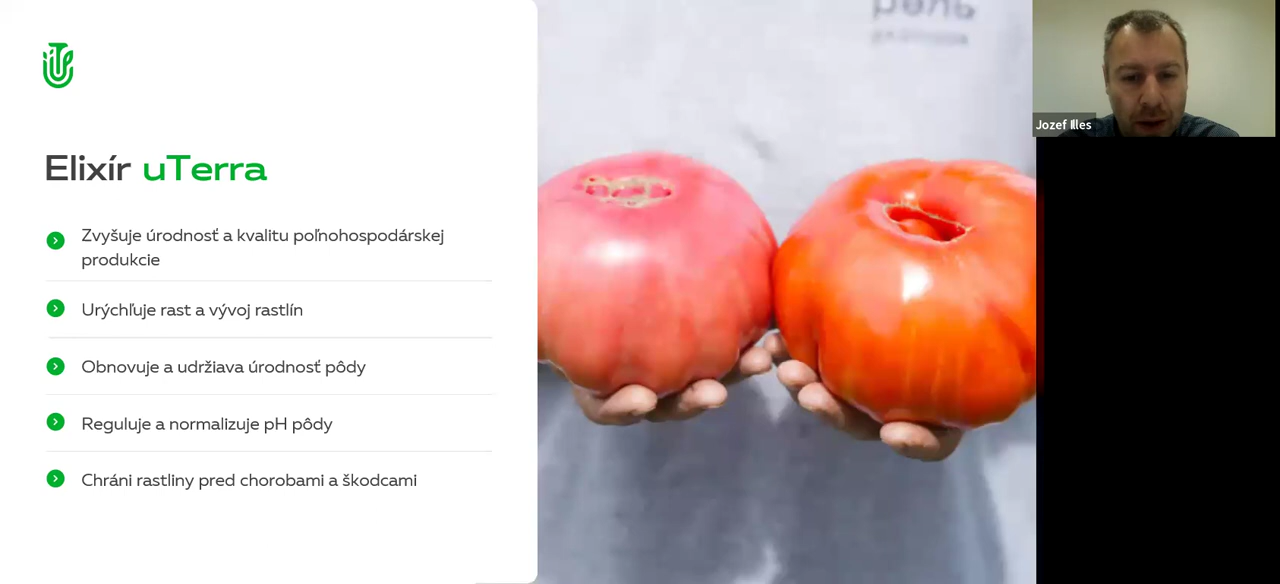 Elixír uTerra
Zvyšuje úrodnosť a kvalitu poľnohospodárskej
produkcie
Urýchľuje rast a vývoj rastlín
Obnovuje a udržiava úrodnosť pôdy
Reguluje a normalizuje pH pôdy
Chráni rastliny pred chorobami a škodcami
Jozef Illes